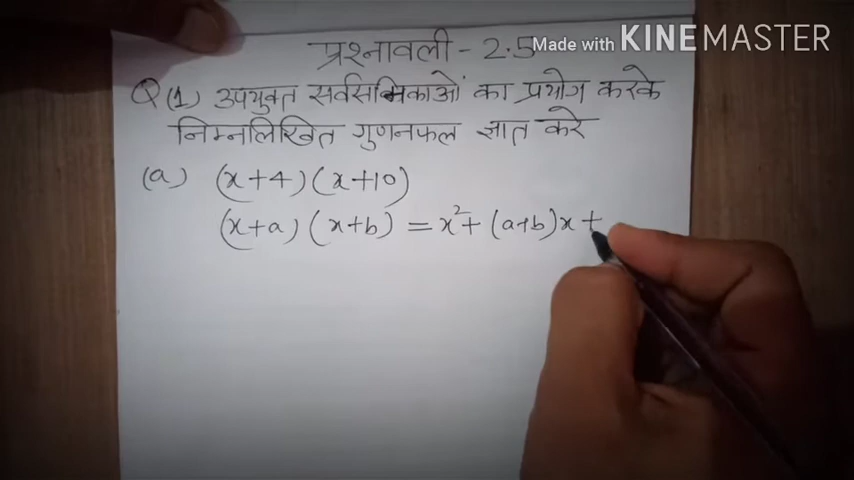 प्रश्नावली - 2.5
Made with KINEMASTER
Q (1) उपयुक्त सर्वसमिकाओं का प्रयोग करके
निम्नलिखित गुणनफल ज्ञात करे
(a) (x+4) (x+10)
(x+a) (x+b) = x² + (a+b)x +